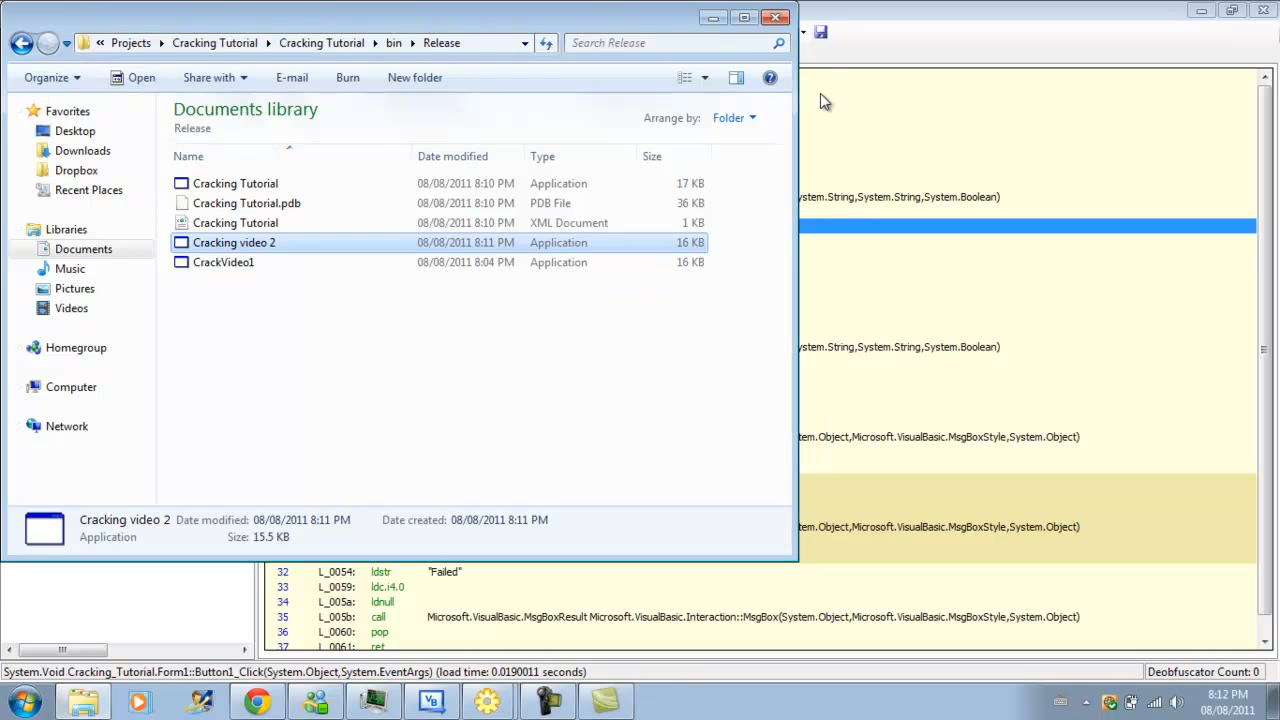 « Projects Cracking Tutorial Cracking Tutorial bin Release Search Release
Organize Open Share with E-mail Burn New folder
Favorites
Desktop
Downloads
Dropbox
Recent Places
Libraries
Documents
Music
Pictures
Videos
Homegroup
Computer
Network
Documents library
Release
Arrange by: Folder
Name Date modified Type Size
Cracking Tutorial 08/08/2011 8:10 PM Application 17 KB
Cracking Tutorial.pdb 08/08/2011 8:10 PM PDB File 36 KB
Cracking Tutorial 08/08/2011 8:10 PM XML Document 1 KB
Cracking video 2 08/08/2011 8:11 PM Application 16 KB
CrackVideo1 08/08/2011 8:04 PM Application 16 KB
Cracking video 2 Date modified: 08/08/2011 8:11 PM Date created: 08/08/2011 8:11 PM
Application Size: 15.5 KB
ystem.String,System.String,System.Boolean)
ystem.String,System.String,System.Boolean)
tem.Object,Microsoft.VisualBasic.MsgBoxStyle,System.Object)
tem.Object,Microsoft.VisualBasic.MsgBoxStyle,System.Object)
32 L_0054: ldstr "Failed"
33 L_0059: ldc.i4.0
34 L_005a: ldnull
35 L_005b: call Microsoft.VisualBasic.MsgBoxResult Microsoft.VisualBasic.Interaction::MsgBox(System.Object,Microsoft.VisualBasic.MsgBoxStyle,System.Object)
36 L_0060: pop
37 L_0061: ret
System.Void Cracking_Tutorial.Form1::Button1_Click(System.Object,System.EventArgs) (load time: 0.0190011 seconds) Deobfuscator Count: 0
VB
8:12 PM
08/08/2011